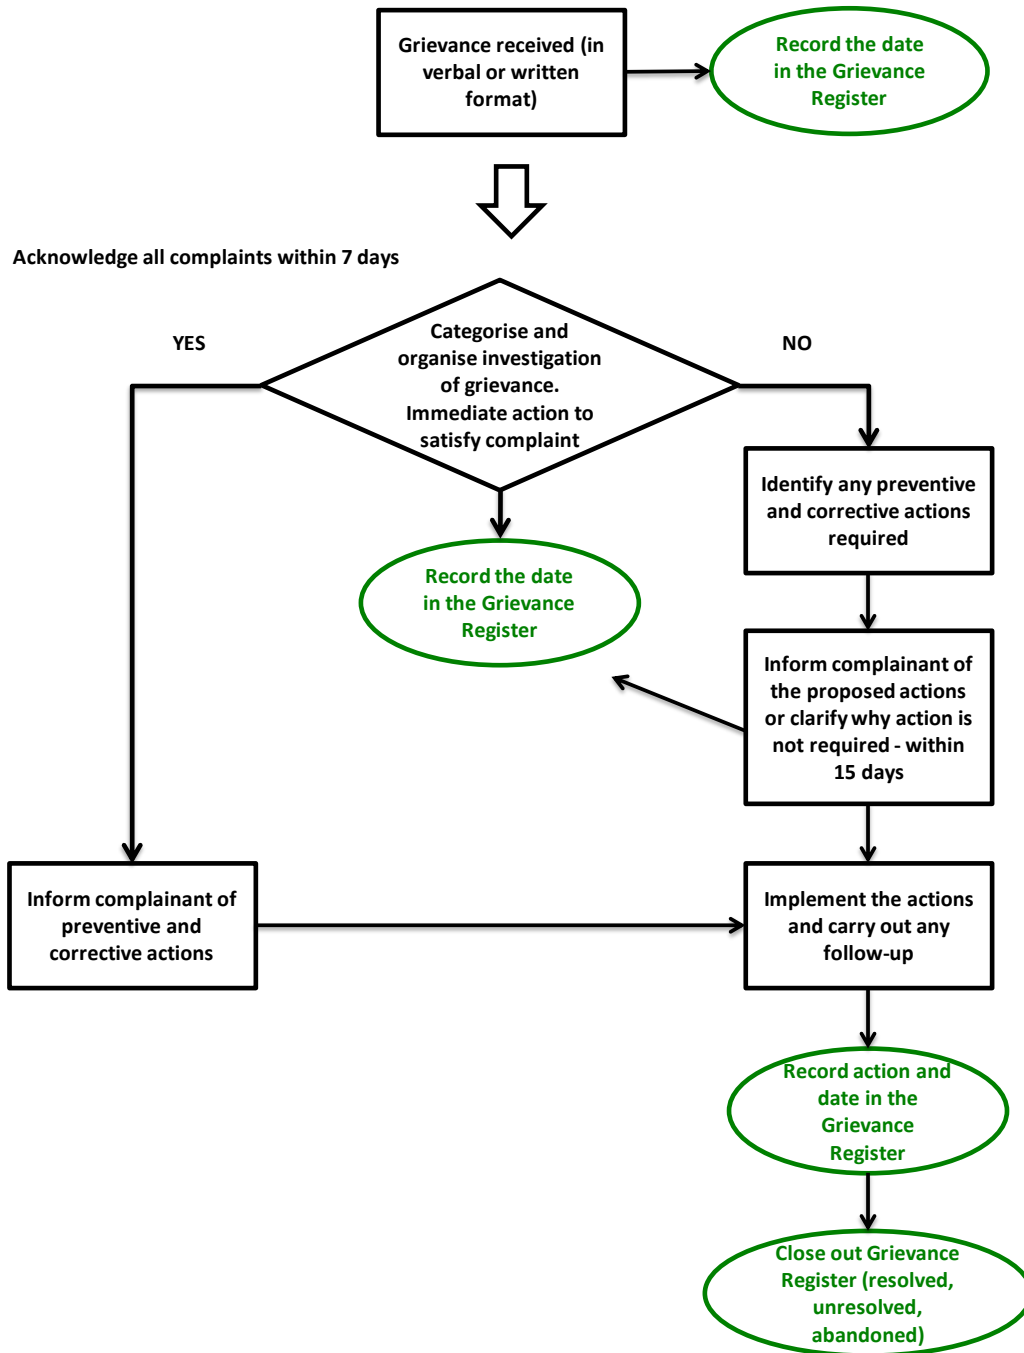 Grievance received (in
verbal or written
format)
Record the date
in the Grievance
Register
Acknowledge all complaints within 7 days
YES
Categorise and
organise investigation
of grievance.
Immediate action to
satisfy complaint
NO
Identify any preventive
and corrective actions
required
Record the date
in the Grievance
Register
Inform complainant of
the proposed actions
or clarify why action is
not required - within
15 days
Inform complainant of
preventive and
corrective actions
Implement the actions
and carry out any
follow-up
Record action and
date in the
Grievance
Register
Close out Grievance
Register (resolved,
unresolved,
abandoned)